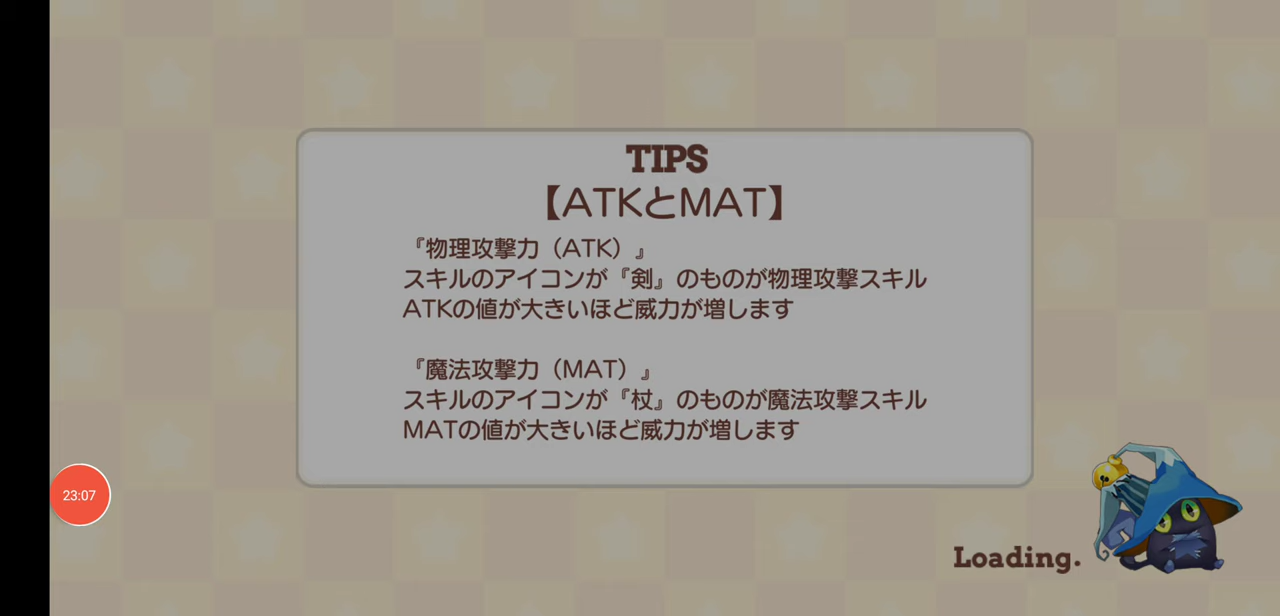 TIPS
【ATKとMAT】
『物理攻撃力（ATK）』
スキルのアイコンが『剣』のものが物理攻撃スキル
ATKの値が大きいほど威力が増します
『魔法攻撃力（MAT）』
スキルのアイコンが『杖』のものが魔法攻撃スキル
MATの値が大きいほど威力が増します
23:07
Loading.